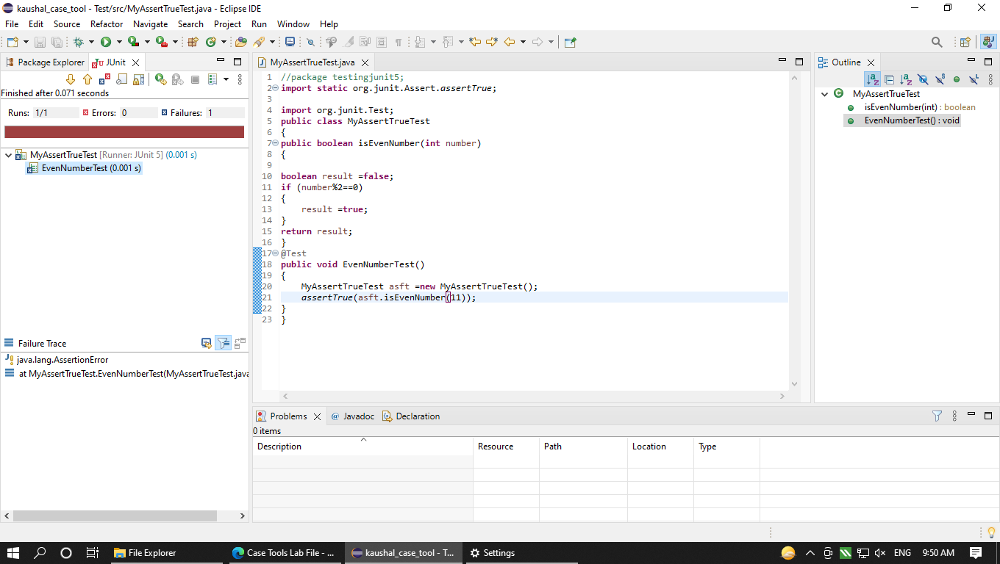 kaushal_case_tool - Test/src/MyAssertTrueTest.java - Eclipse IDE
File Edit Source Refactor Navigate Search Project Run Window Help
Package Explorer JUnit
Finished after 0.071 seconds
Runs: 1/1 Errors: 0 Failures: 1
MyAssertTrueTest [Runner: JUnit 5] (0.001 s)
EvenNumberTest (0.001 s)
Failure Trace
java.lang.AssertionError
at MyAssertTrueTest.EvenNumberTest(MyAssertTrueTest.java
MyAssertTrueTest.java
1 //package testingjunit5;
2 import static org.junit.Assert.assertTrue;
3
4 import org.junit.Test;
5 public class MyAssertTrueTest
6 {
7 public boolean isEvenNumber(int number)
8 {
9
10 boolean result =false;
11 if (number%2==0)
12 {
13 result =true;
14 }
15 return result;
16 }
17 @Test
18 public void EvenNumberTest()
19 {
20 MyAssertTrueTest asft =new MyAssertTrueTest();
21 assertTrue(asft.isEvenNumber(11));
22 }
23 }
Outline
MyAssertTrueTest
isEvenNumber(int) : boolean
EvenNumberTest() : void
Problems Javadoc Declaration
0 items
Description Resource Path Location Type
File Explorer Case Tools Lab File - ... kaushal_case_tool - T... Settings ENG 9:50 AM